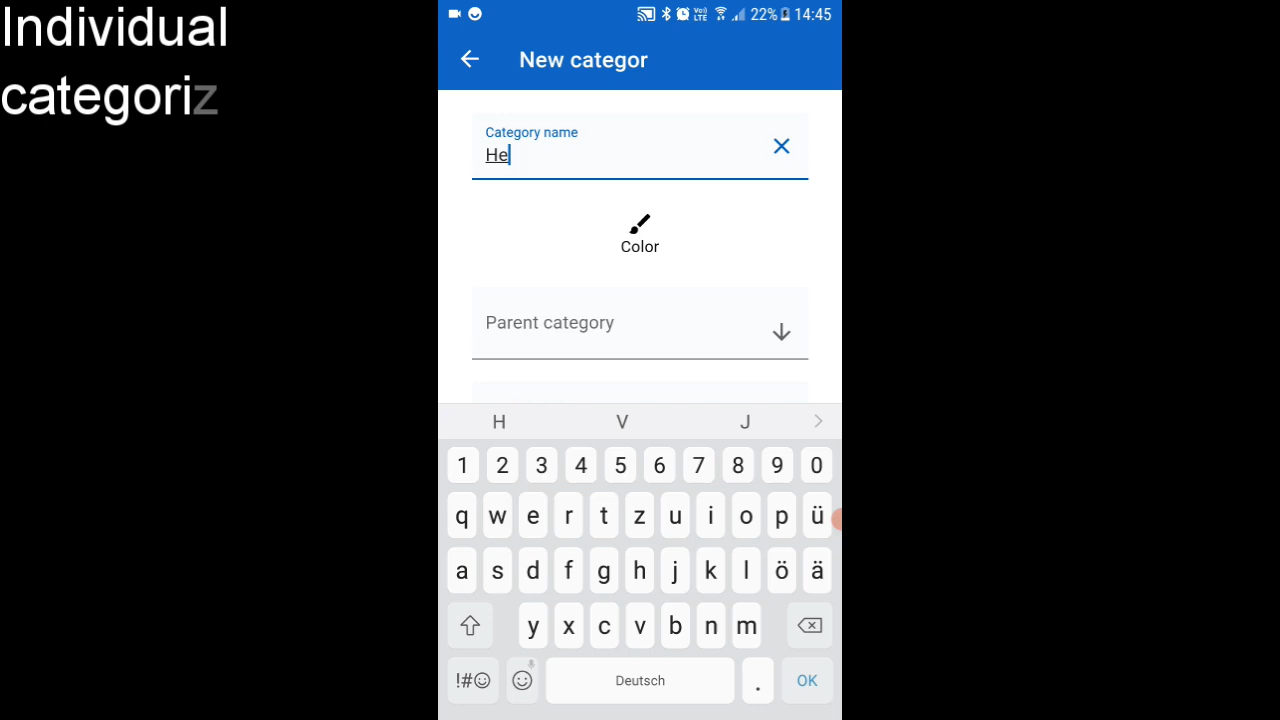 Individual
categoriz
22% 14:45
New categor
Category name
He
Color
Parent category
H V J
1 2 3 4 5 6 7 8 9 0
q w e r t z u i o p ü
a s d f g h j k l ö ä
y x c v b n m
!#☺ Deutsch . OK